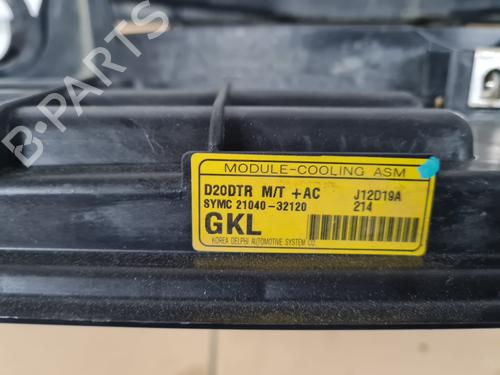 B-PARTS
MODULE-COOLING ASM
D20DTR M/T +AC J12D19A
SYMC 21040-32120 214
GKL
KOREA DELPHI AUTOMOTIVE SYSTEM CO.